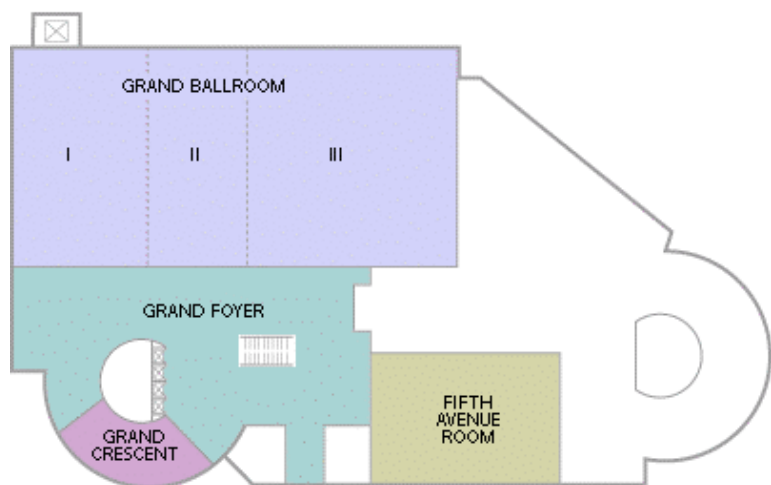 GRAND BALLROOM
I
II
III
GRAND FOYER
GRAND
CRESCENT
FIFTH
AVENUE
ROOM